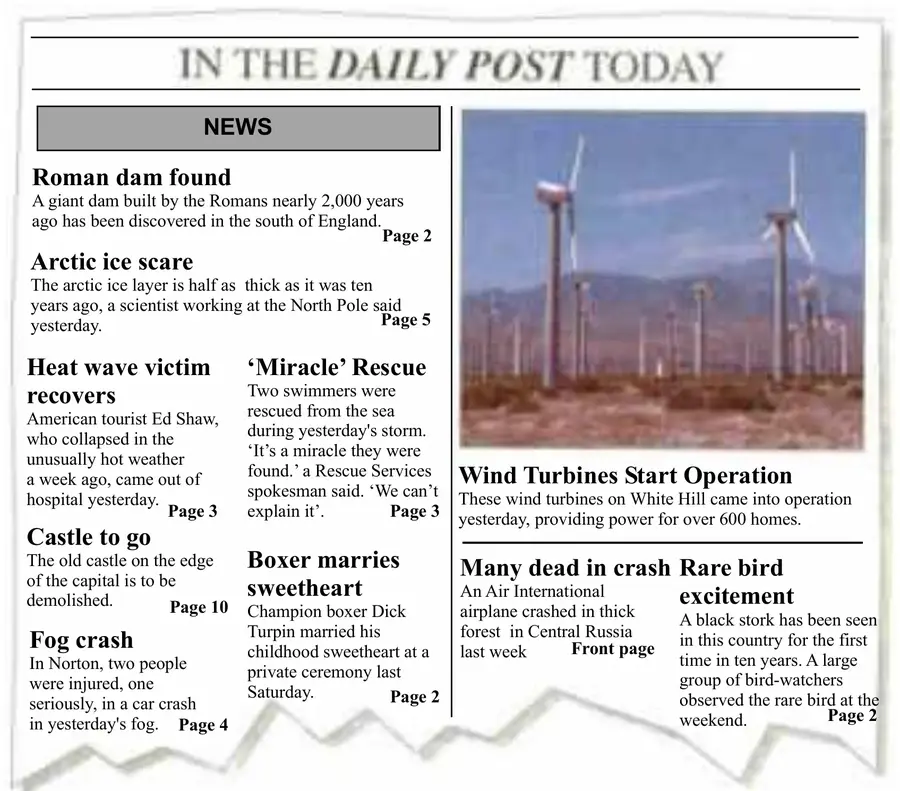 IN THE DAILY POST TODAY
NEWS
Roman dam found
A giant dam built by the Romans nearly 2,000 years
ago has been discovered in the south of England.
Page 2
Arctic ice scare
The arctic ice layer is half as thick as it was ten
years ago, a scientist working at the North Pole said
yesterday.
Page 5
Heat wave victim
recovers
American tourist Ed Shaw,
who collapsed in the
unusually hot weather
a week ago, came out of
hospital yesterday.
Page 3
Castle to go
The old castle on the edge
of the capital is to be
demolished.
Page 10
Fog crash
In Norton, two people
were injured, one
seriously, in a car crash
in yesterday's fog. Page 4
‘Miracle’ Rescue
Two swimmers were
rescued from the sea
during yesterday's storm.
‘It’s a miracle they were
found.’ a Rescue Services
spokesman said. ‘We can’t
explain it’. Page 3
Boxer marries
sweetheart
Champion boxer Dick
Turpin married his
childhood sweetheart at a
private ceremony last
Saturday.
Page 2
Wind Turbines Start Operation
These wind turbines on White Hill came into operation
yesterday, providing power for over 600 homes.
Many dead in crash
An Air International
airplane crashed in thick
forest in Central Russia
last week Front page
Rare bird
excitement
A black stork has been seen
in this country for the first
time in ten years. A large
group of bird-watchers
observed the rare bird at the
weekend.
Page 2